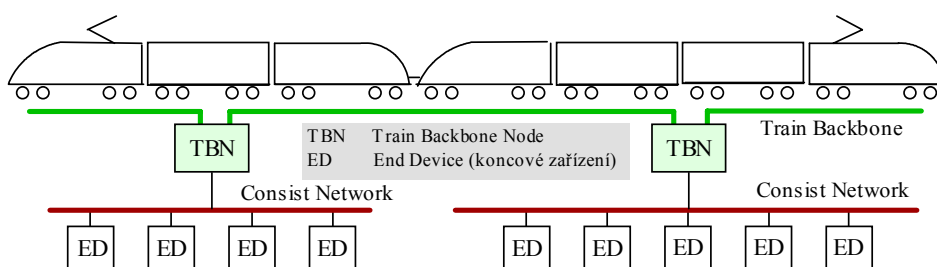 TBN Train Backbone Node
ED End Device (koncové zařízení)
TBN
TBN
Train Backbone
Consist Network
Consist Network
ED ED ED ED ED ED ED ED ED